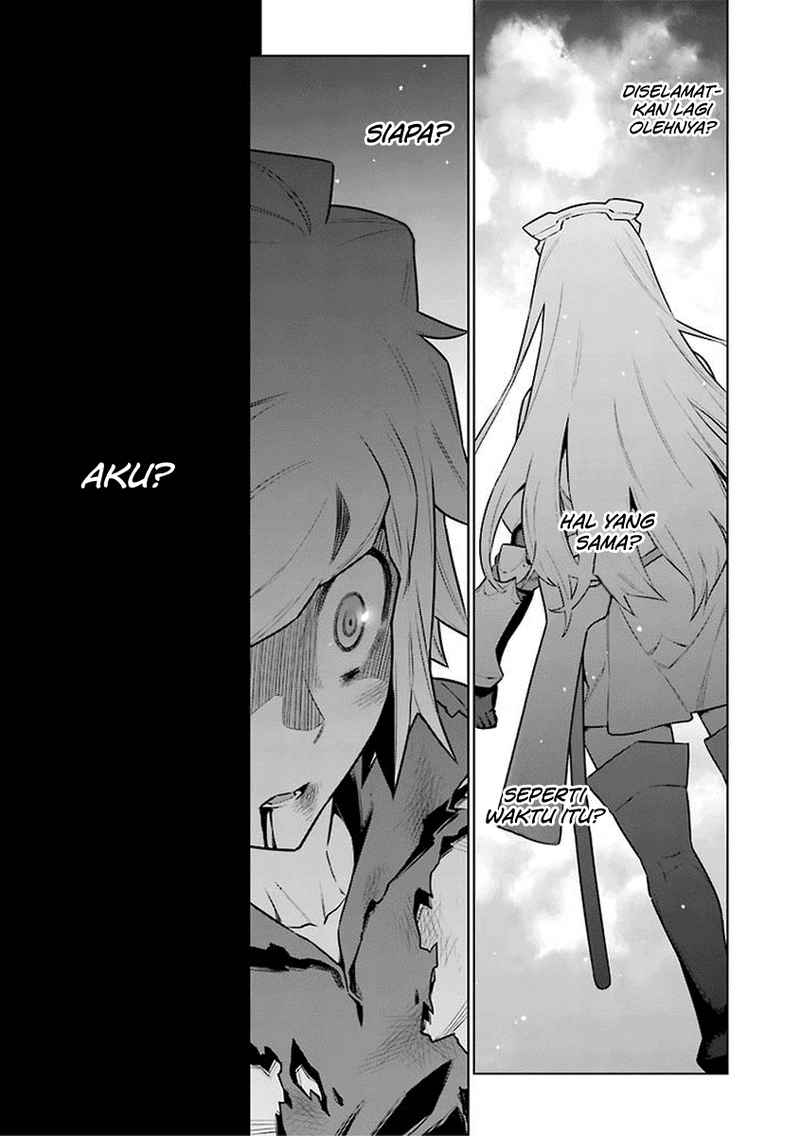 DISELAMAT-
KAN LAGI
OLEHNYA?
HAL YANG
SAMA?
SEPERTI
WAKTU ITU?
SIAPA?
AKU?